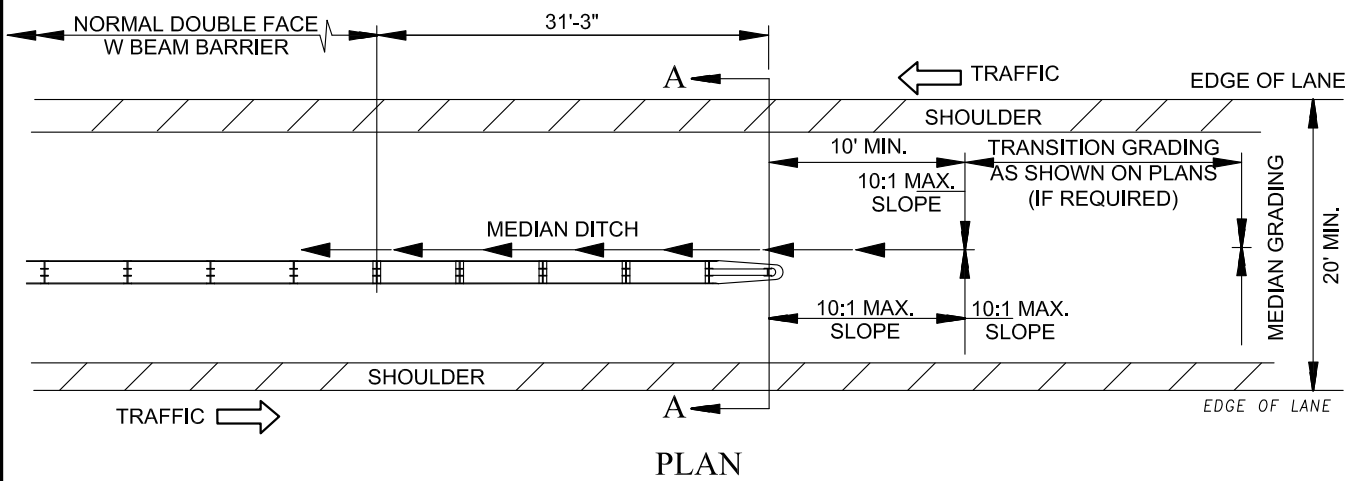 NORMAL DOUBLE FACE
W BEAM BARRIER
31'-3"
A
TRAFFIC
EDGE OF LANE
SHOULDER
10' MIN.
TRANSITION GRADING
AS SHOWN ON PLANS
(IF REQUIRED)
10:1 MAX.
SLOPE
MEDIAN DITCH
MEDIAN GRADING
20' MIN.
10:1 MAX.
SLOPE
10:1 MAX.
SLOPE
SHOULDER
TRAFFIC
A
EDGE OF LANE
PLAN